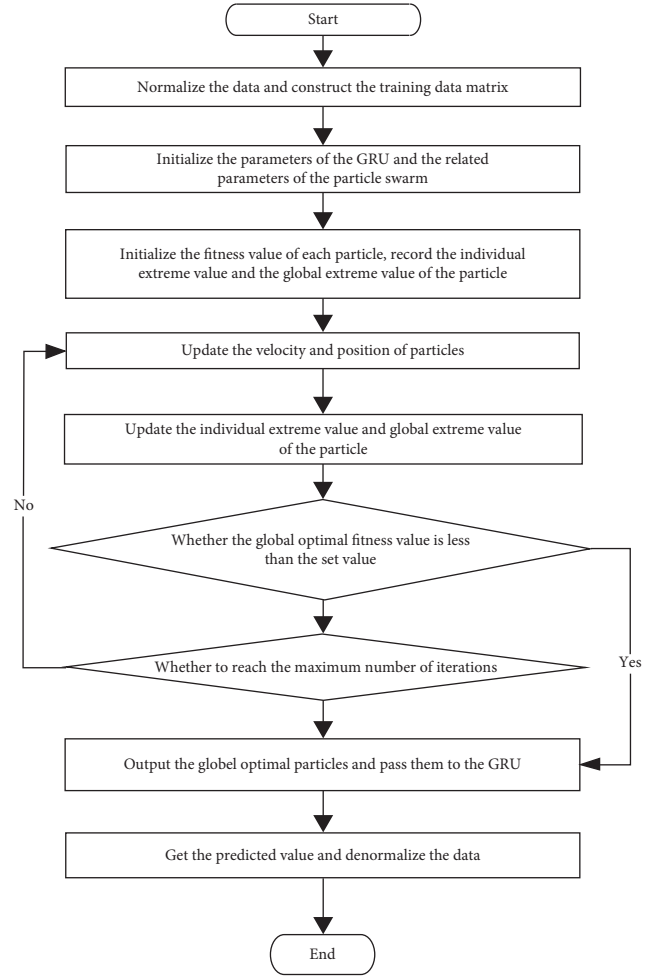 Start
Normalize the data and construct the training data matrix
Initialize the parameters of the GRU and the related
parameters of the particle swarm
Initialize the fitness value of each particle, record the individual
extreme value and the global extreme value of the particle
Update the velocity and position of particles
Update the individual extreme value and global extreme value
of the particle
No
Whether the global optimal fitness value is less
than the set value
Whether to reach the maximum number of iterations
Yes
Output the globel optimal particles and pass them to the GRU
Get the predicted value and denormalize the data
End